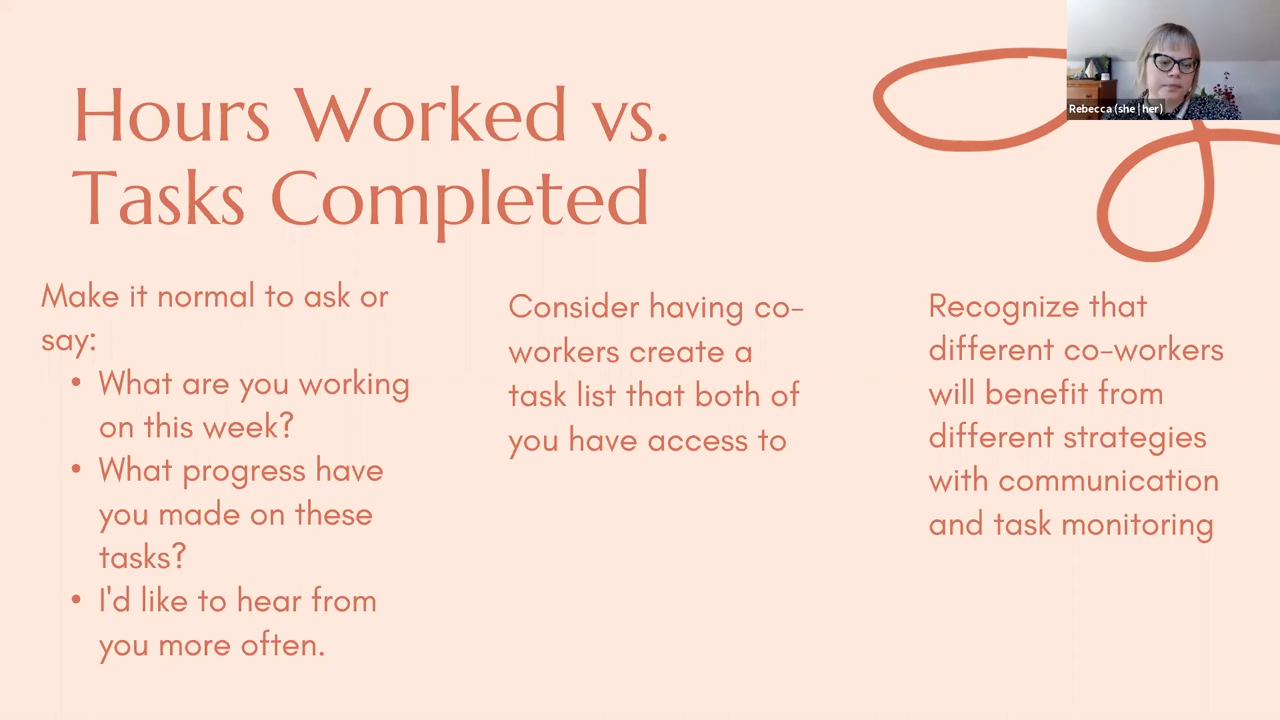 Hours Worked vs.
Tasks Completed
Rebecca (she|her)
Make it normal to ask or
say:
• What are you working
on this week?
• What progress have
you made on these
tasks?
• I'd like to hear from
you more often.
Consider having co-
workers create a
task list that both of
you have access to
Recognize that
different co-workers
will benefit from
different strategies
with communication
and task monitoring